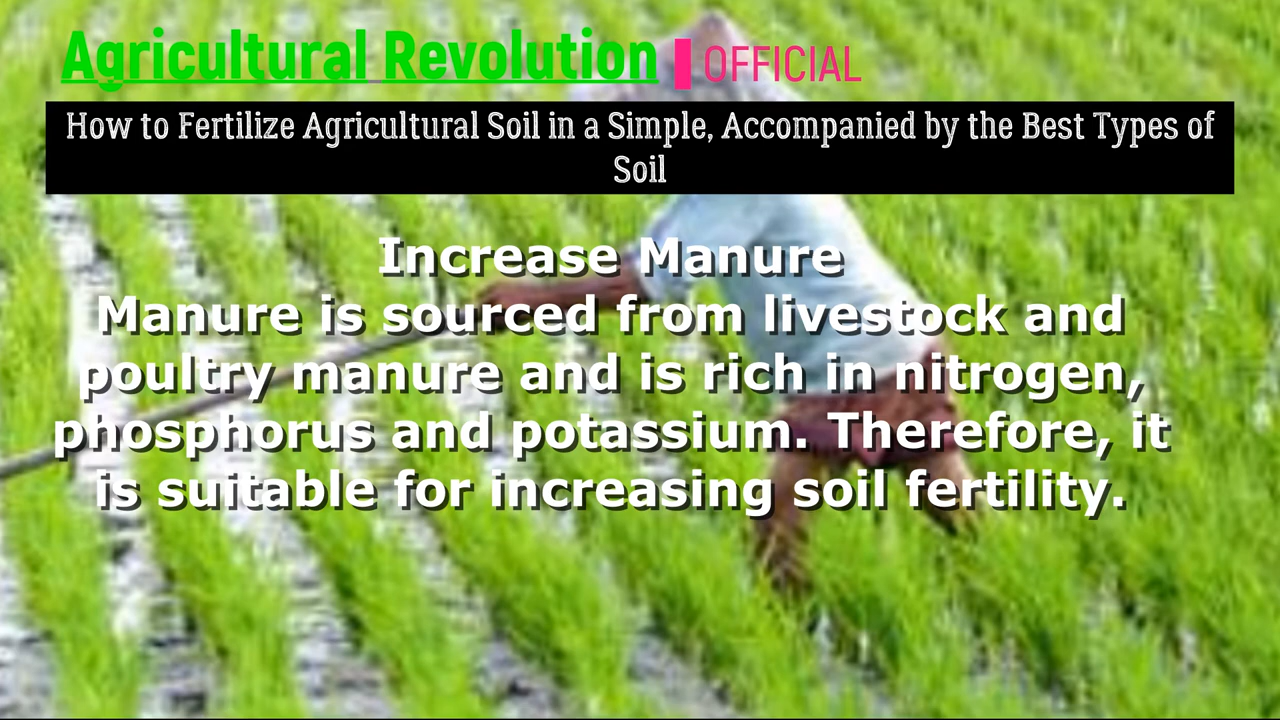 Agricultural Revolution OFFICIAL
How to Fertilize Agricultural Soil in a Simple, Accompanied by the Best Types of
Soil
Increase Manure
Manure is sourced from livestock and
poultry manure and is rich in nitrogen,
phosphorus and potassium. Therefore, it
is suitable for increasing soil fertility.